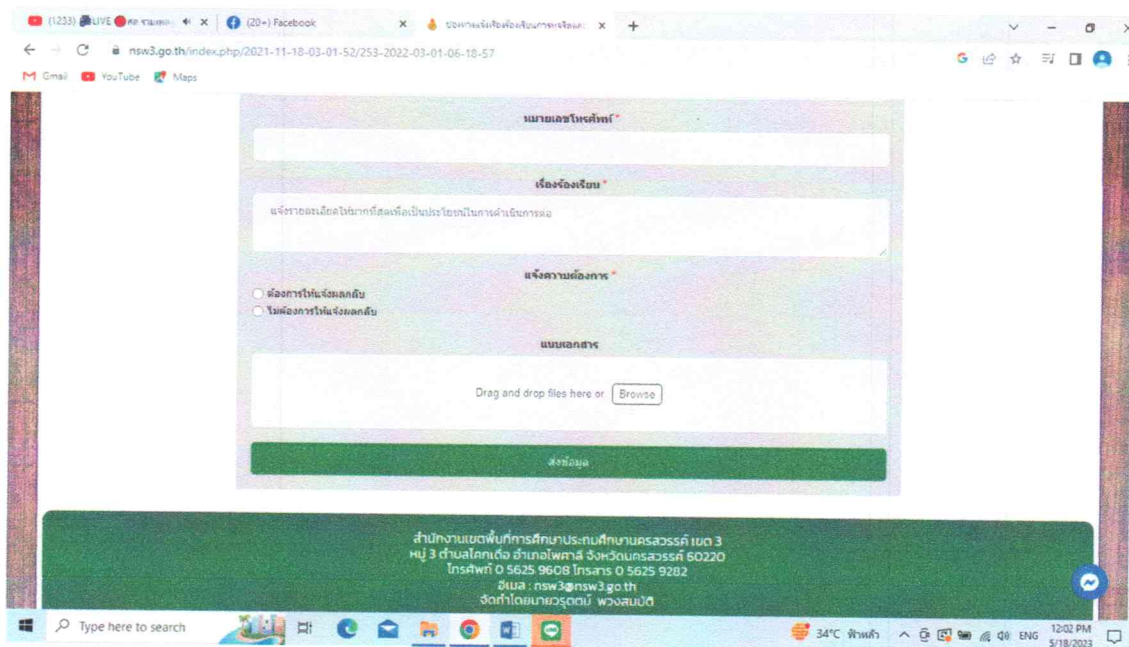 (1233) LIVE
(20+) Facebook
nsw3.go.th/index.php/2021-11-18-03-01-52/253-2022-03-01-06-18-57
Gmail YouTube Maps
หมายเลขโทรศัพท์ *
เรื่องร้องเรียน *
แจ้งรายละเอียดให้มากที่สุดเพื่อเป็นประโยชน์ในการดำเนินการต่อ
แจ้งความต้องการ *
ต้องการให้แจ้งผลกลับ
ไม่ต้องการให้แจ้งผลกลับ
แนบเอกสาร
Drag and drop files here or Browse
ส่งข้อมูล
สำนักงานเขตพื้นที่การศึกษาประถมศึกษานครสวรรค์ เขต 3
หมู่ 3 ตำบลโคกเดื่อ อำเภอไพศาลี จังหวัดนครสวรรค์ 60220
โทรศัพท์ 0 5625 9608 โทรสาร 0 5625 9282
อีเมล : nsw3@nsw3.go.th
จัดทำโดยนายวรุตตม์ พวงสมบัติ
Type here to search
34°C ฟ้าหลัว
ENG
12:02 PM
5/18/2023